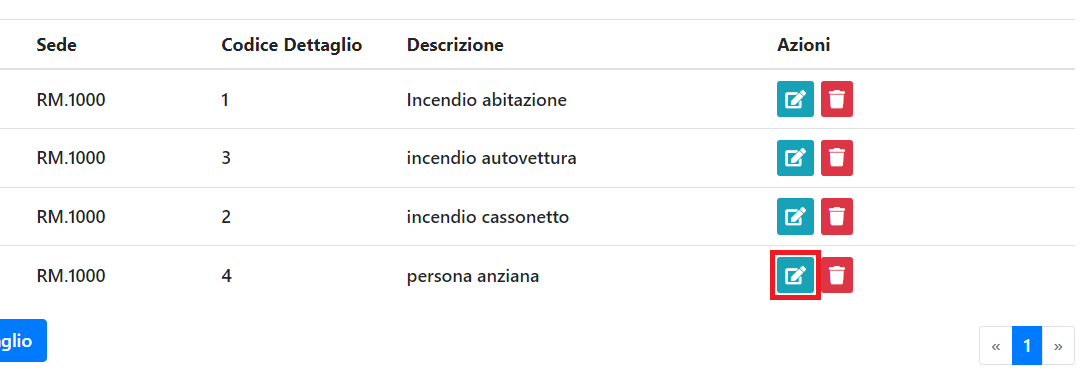 Sede Codice Dettaglio Descrizione Azioni
RM.1000 1 Incendio abitazione
RM.1000 3 incendio autovettura
RM.1000 2 incendio cassonetto
RM.1000 4 persona anziana
aglio « 1 »